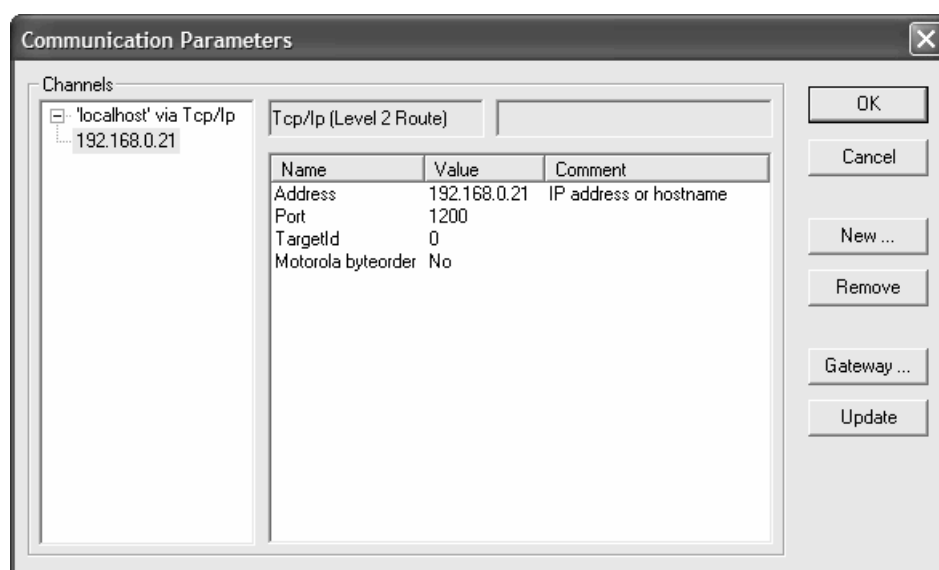 Communication Parameters
Channels
'localhost' via Tcp/Ip
192.168.0.21
Tcp/Ip (Level 2 Route)
Name Value Comment
Address 192.168.0.21 IP address or hostname
Port 1200
TargetId 0
Motorola byteorder No
OK
Cancel
New ...
Remove
Gateway ...
Update